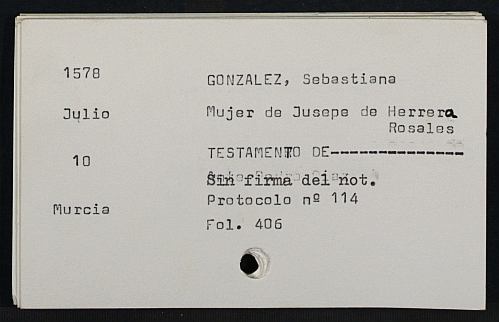 1578
GONZALEZ, Sebastiana
Julio
Mujer de Jusepe de Herrera
Rosales
10
TESTAMENTO DE---------------
Sin firma del not.
Murcia
Protocolo nº 114
Fol. 406